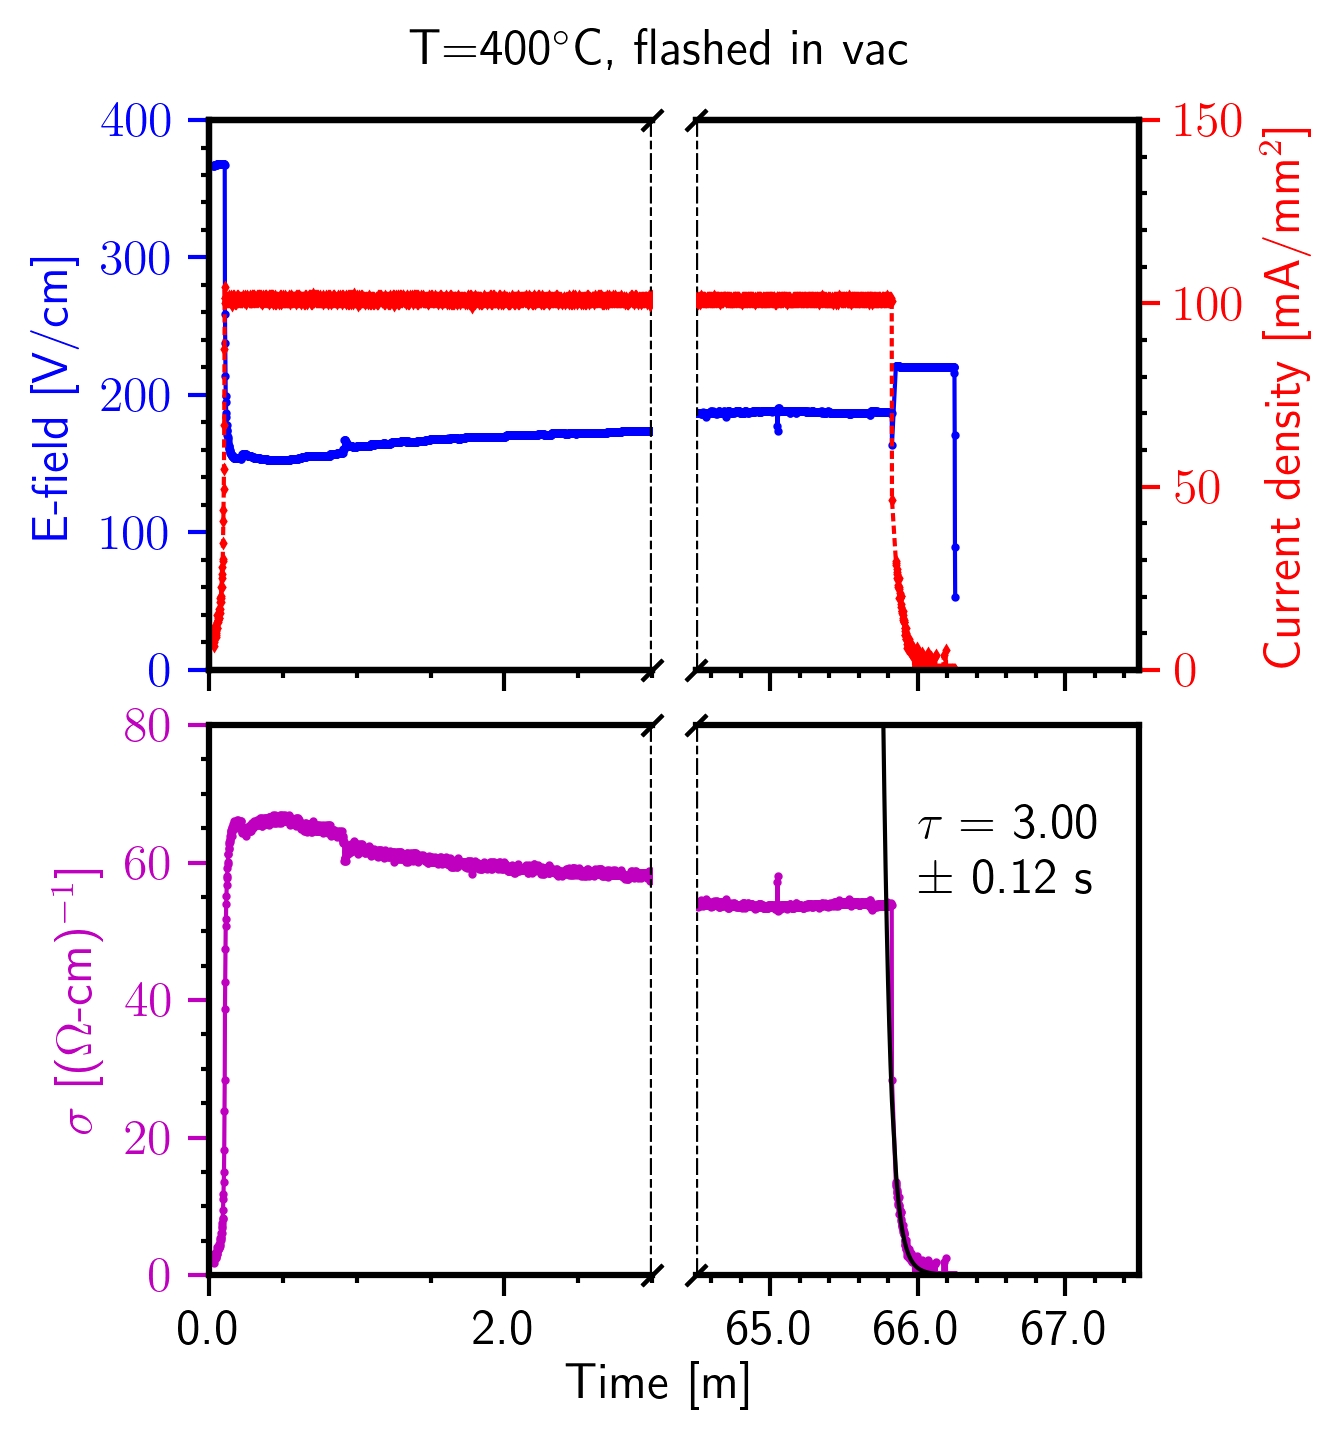 T=400°C, flashed in vac
400
300
200
100
0
E-field [V/cm]
150
100
50
0
Current density [mA/mm²]
80
60
40
20
0
σ [(Ω-cm)⁻¹]
τ = 3.00
± 0.12 s
0.0 2.0 65.0 66.0 67.0
Time [m]